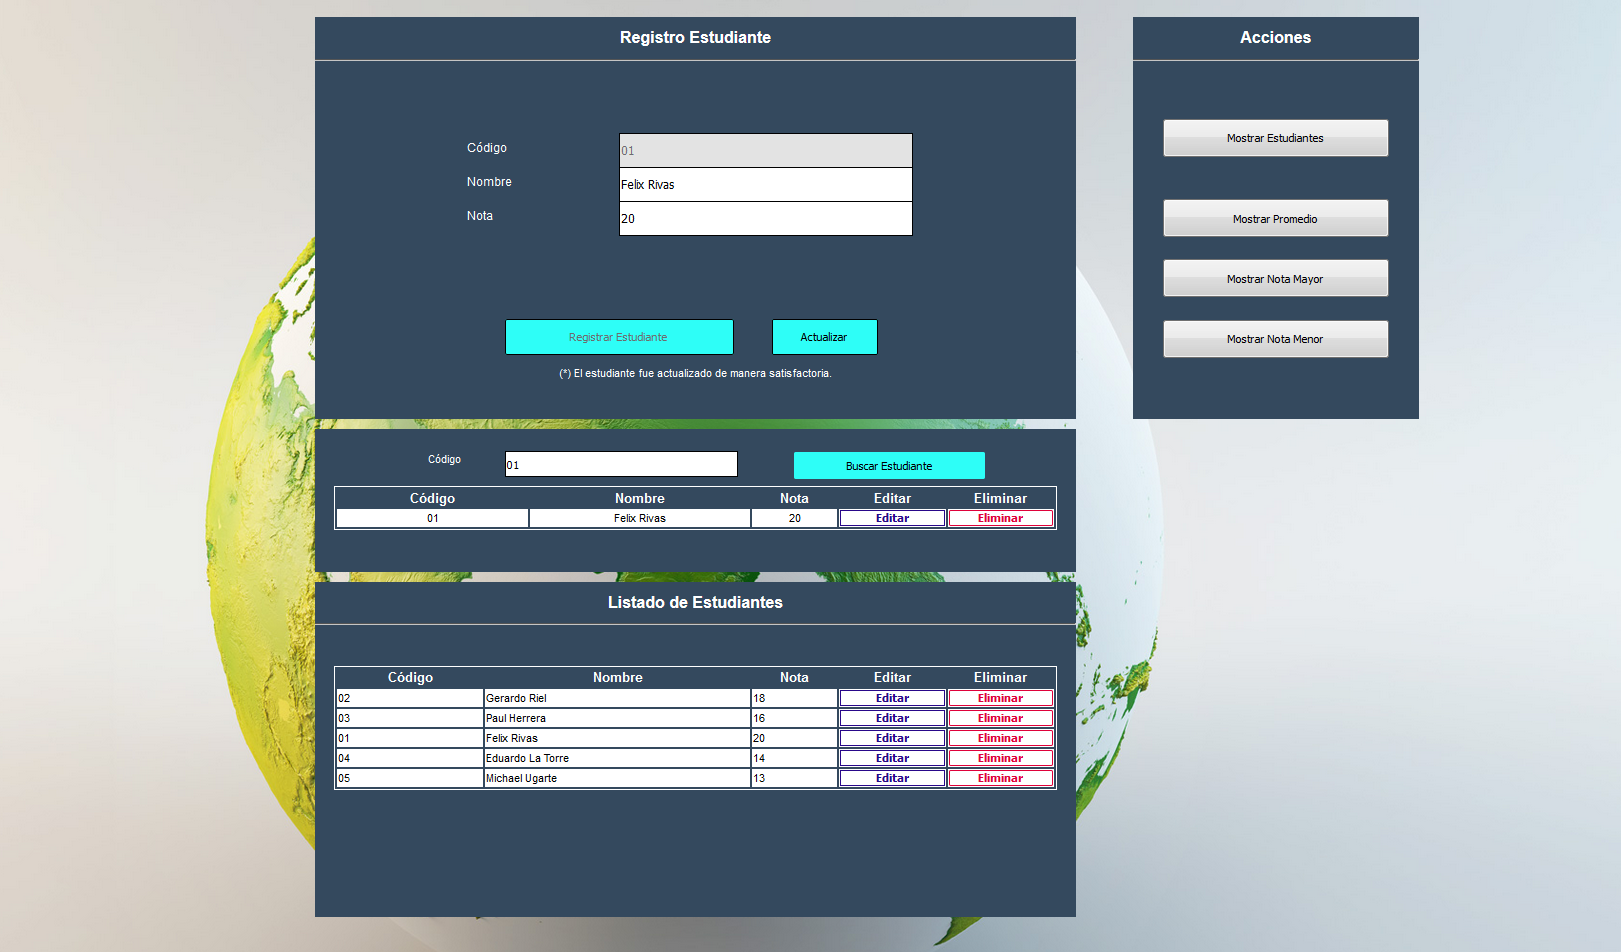 Registro Estudiante
Código 01
Nombre Felix Rivas
Nota 20
Registrar Estudiante Actualizar
(*) El estudiante fue actualizado de manera satisfactoria.
Acciones
Mostrar Estudiantes
Mostrar Promedio
Mostrar Nota Mayor
Mostrar Nota Menor
Código 01 Buscar Estudiante
Código Nombre Nota Editar Eliminar
01 Felix Rivas 20 Editar Eliminar
Listado de Estudiantes
Código Nombre Nota Editar Eliminar
02 Gerardo Riel 18 Editar Eliminar
03 Paul Herrera 16 Editar Eliminar
01 Felix Rivas 20 Editar Eliminar
04 Eduardo La Torre 14 Editar Eliminar
05 Michael Ugarte 13 Editar Eliminar